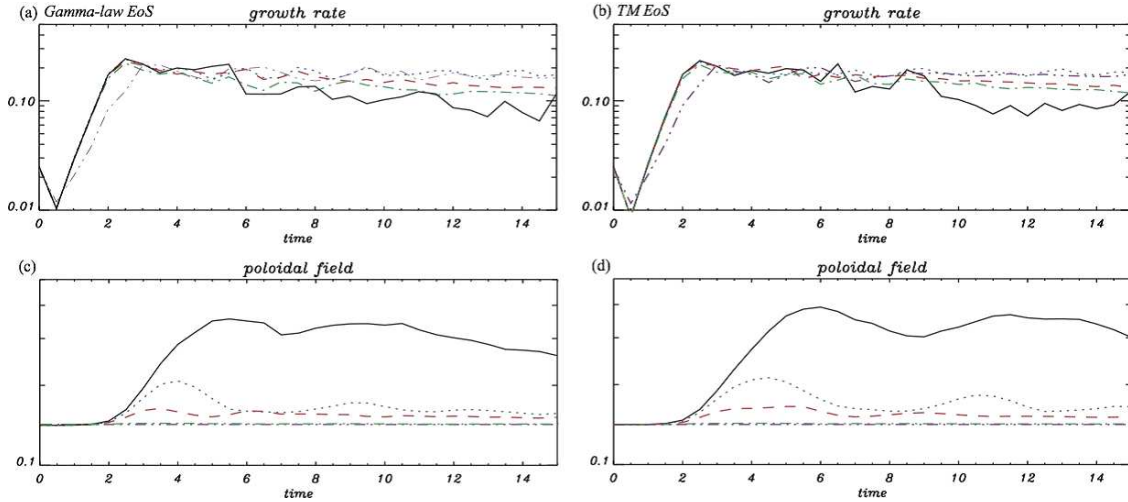 (a) Gamma-law EoS growth rate
0.10
0.01
0 2 4 6 8 10 12 14
time
(b) TM EoS growth rate
0.10
0.01
0 2 4 6 8 10 12 14
time
(c) poloidal field
0.1
0 2 4 6 8 10 12 14
time
(d) poloidal field
0.1
0 2 4 6 8 10 12 14
time